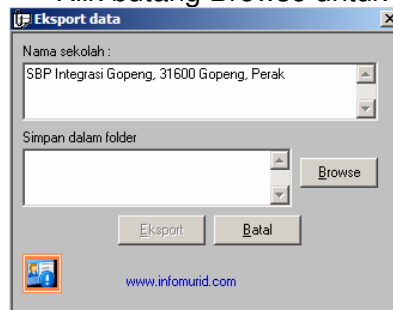 Klik butang Browse untuk
Eksport data
Nama sekolah :
SBP Integrasi Gopeng, 31600 Gopeng, Perak
Simpan dalam folder
Browse
Eksport
Batal
www.infomurid.com